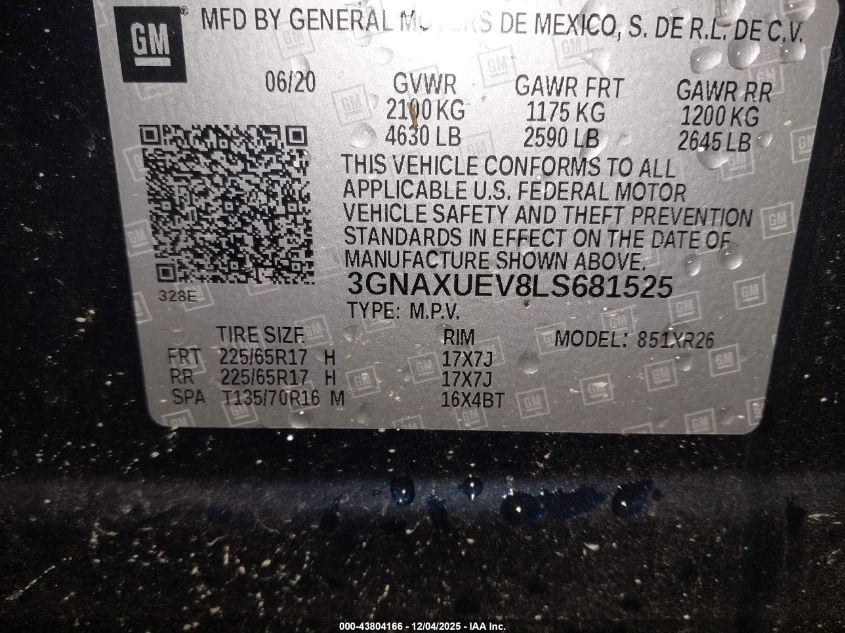 GM
MFD BY GENERAL MOTORS DE MEXICO, S. DE R.L. DE C.V.
06/20
GVWR
2100 KG
4630 LB
GAWR FRT
1175 KG
2590 LB
GAWR RR
1200 KG
2645 LB
THIS VEHICLE CONFORMS TO ALL
APPLICABLE U.S. FEDERAL MOTOR
VEHICLE SAFETY AND THEFT PREVENTION
STANDARDS IN EFFECT ON THE DATE OF
MANUFACTURE SHOWN ABOVE.
328E
3GNAXUEV8LS681525
TYPE: M.P.V.
TIRE SIZE RIM MODEL: 851XR26
FRT 225/65R17 H 17X7J
RR 225/65R17 H 17X7J
SPA T135/70R16 M 16X4BT
000-43804166 - 12/04/2025 - IAA Inc.